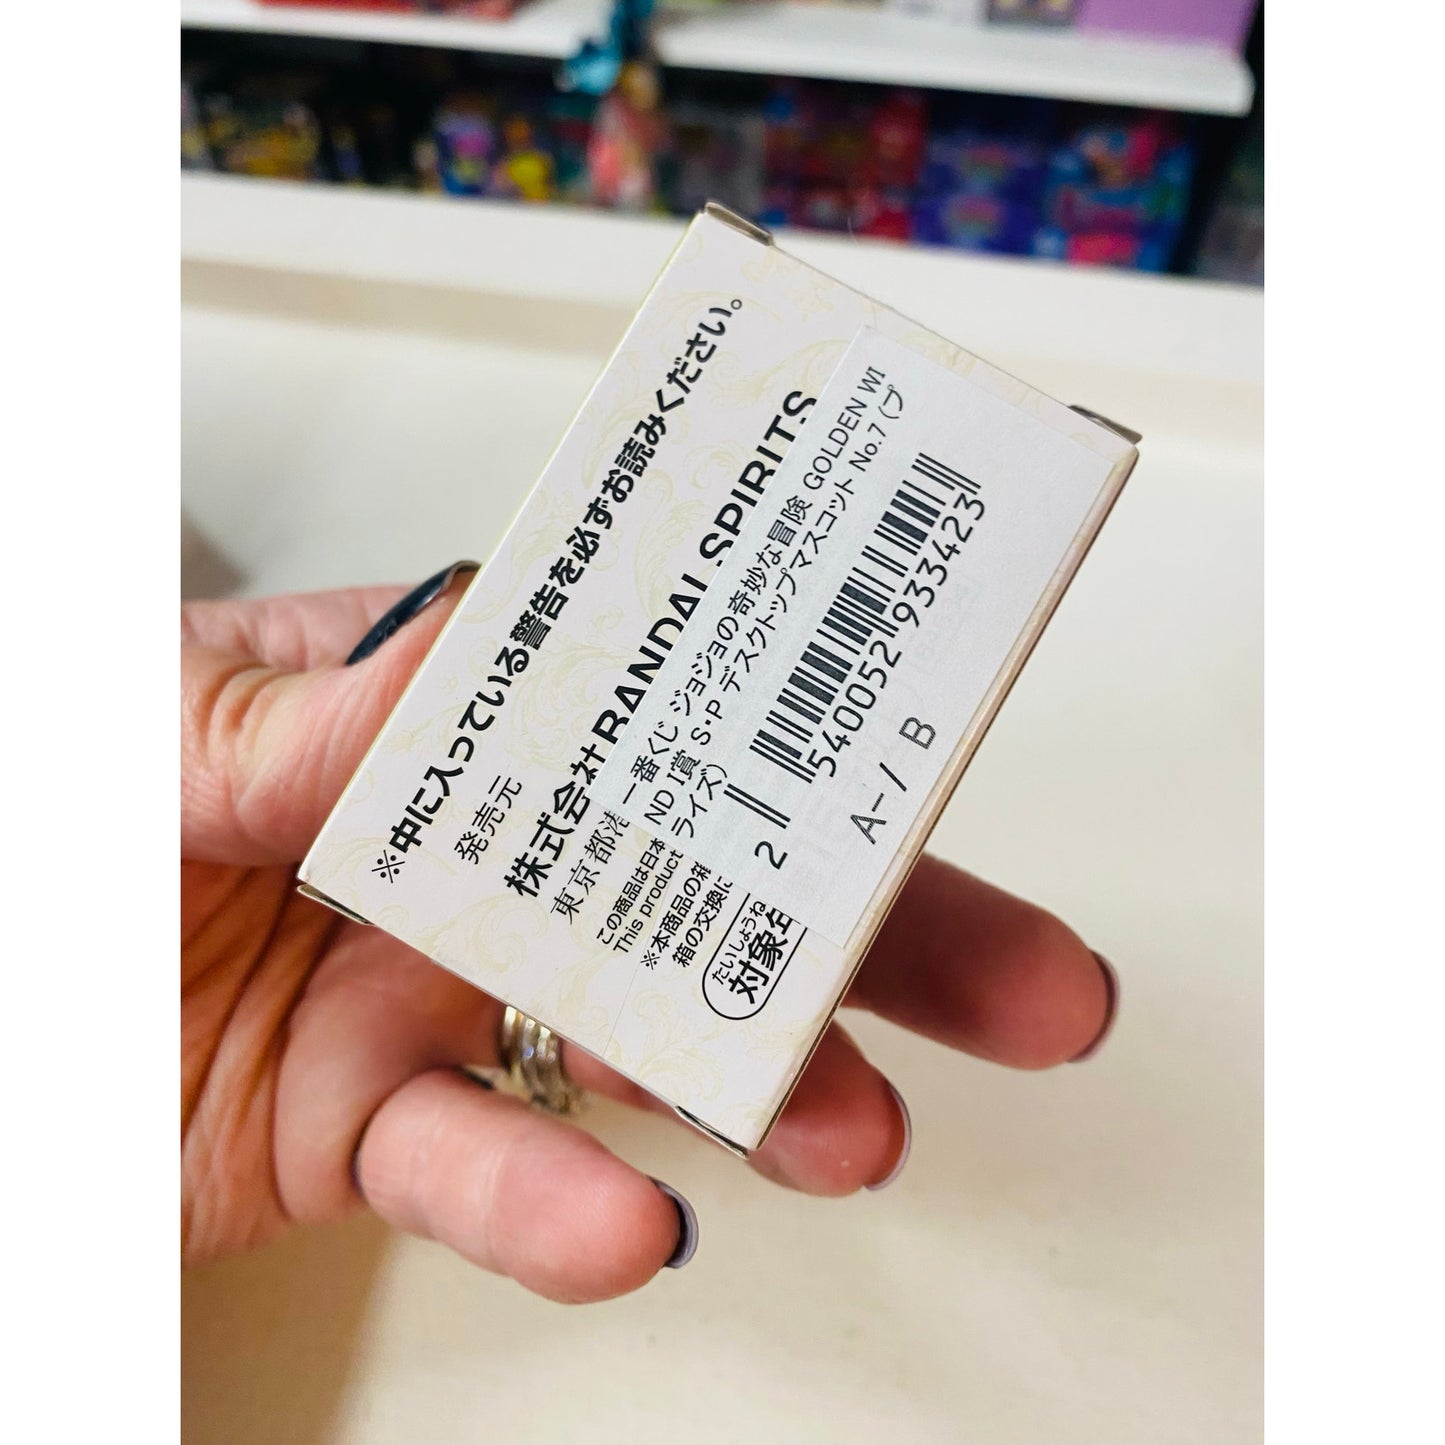 ※中に入っている警告を必ずお読みください。
発売元
株式会社BANDAI SPIRITS
東京都港
この商品は日本
This product
※本商品の箱
箱の交換に
たいしょうね
対象年
一番くじ ジョジョの奇妙な冒険 GOLDEN WI
ND I賞 S・P デスクトップマスコット No.7 (プ
ライズ)
2 540052 933423
A-1 B